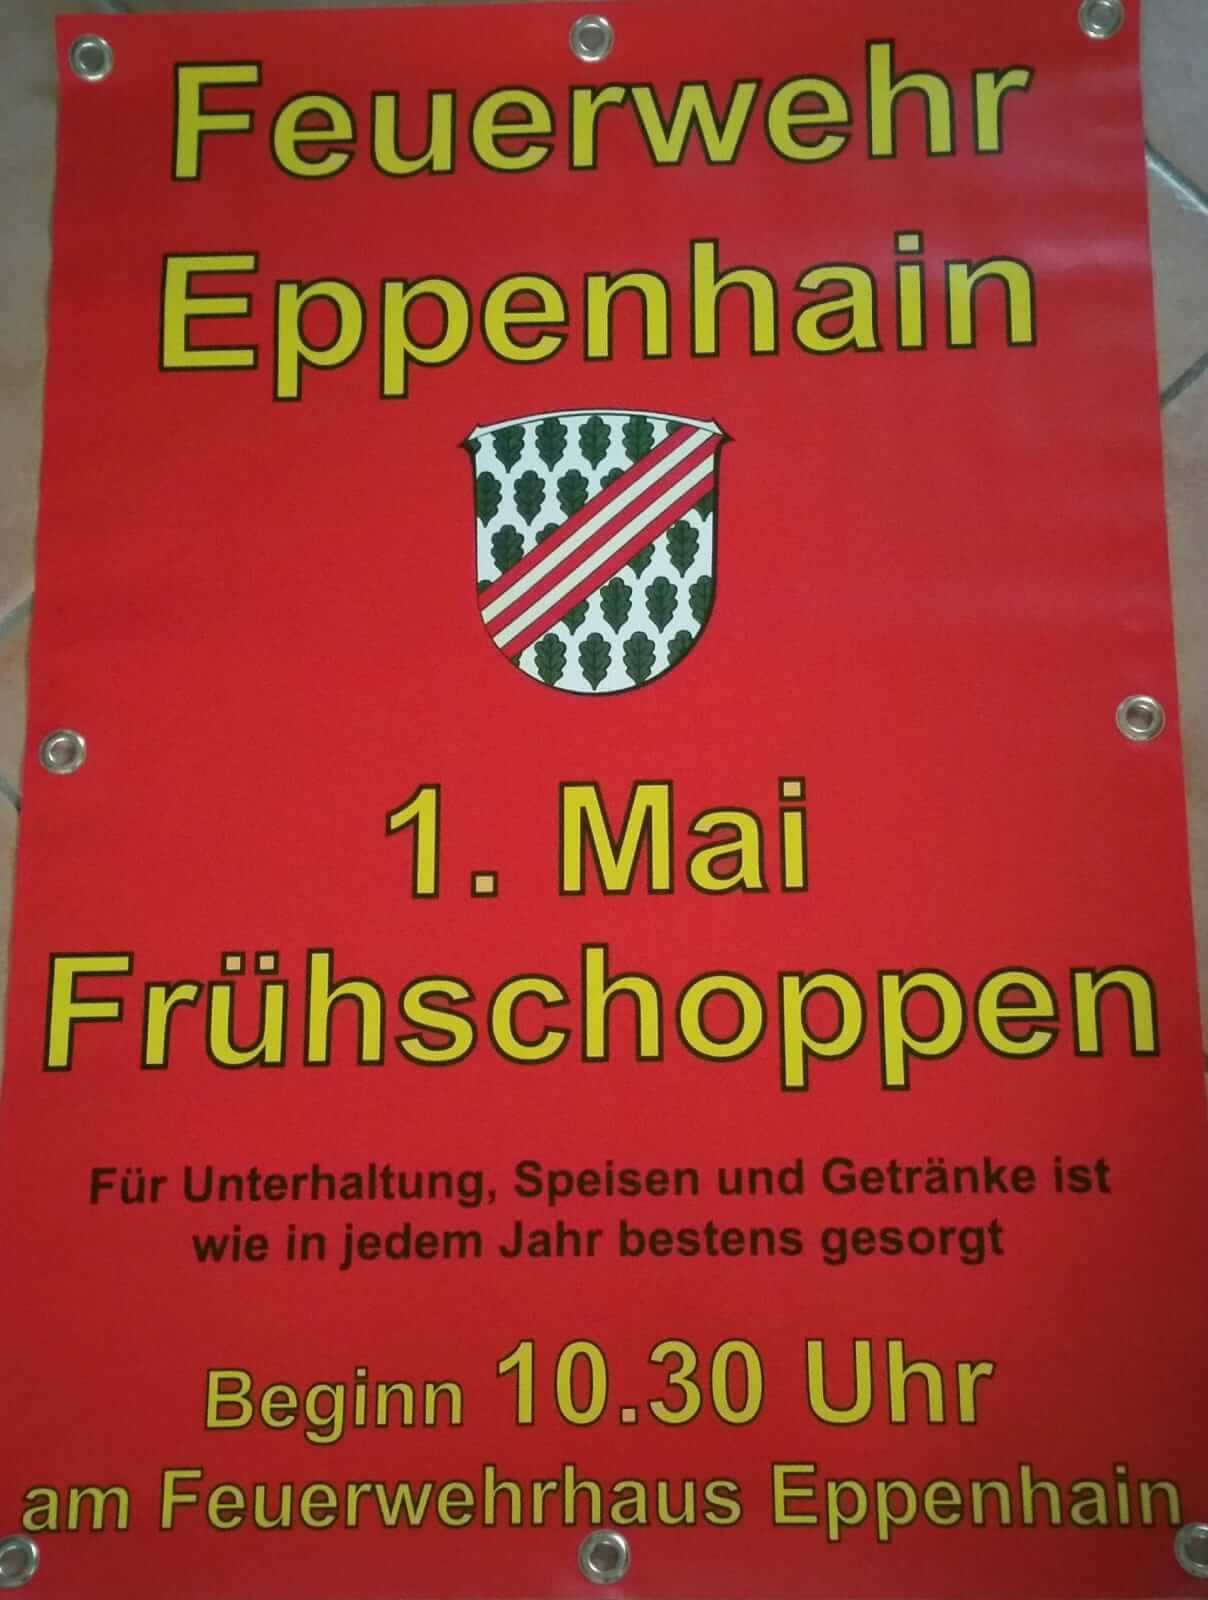 Feuerwehr
Eppenhain
1. Mai
Frühschoppen
Für Unterhaltung, Speisen und Getränke ist
wie in jedem Jahr bestens gesorgt
Beginn 10.30 Uhr
am Feuerwehrhaus Eppenhain